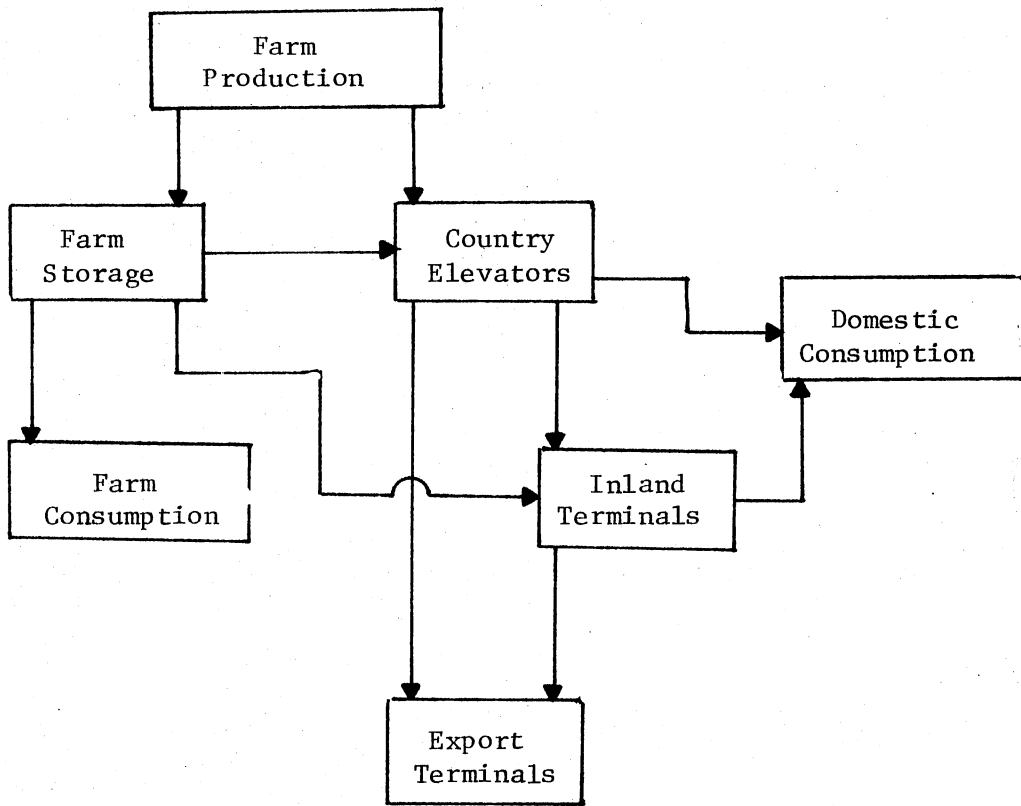 Farm
Production
Farm
Storage
Country
Elevators
Domestic
Consumption
Farm
Consumption
Inland
Terminals
Export
Terminals